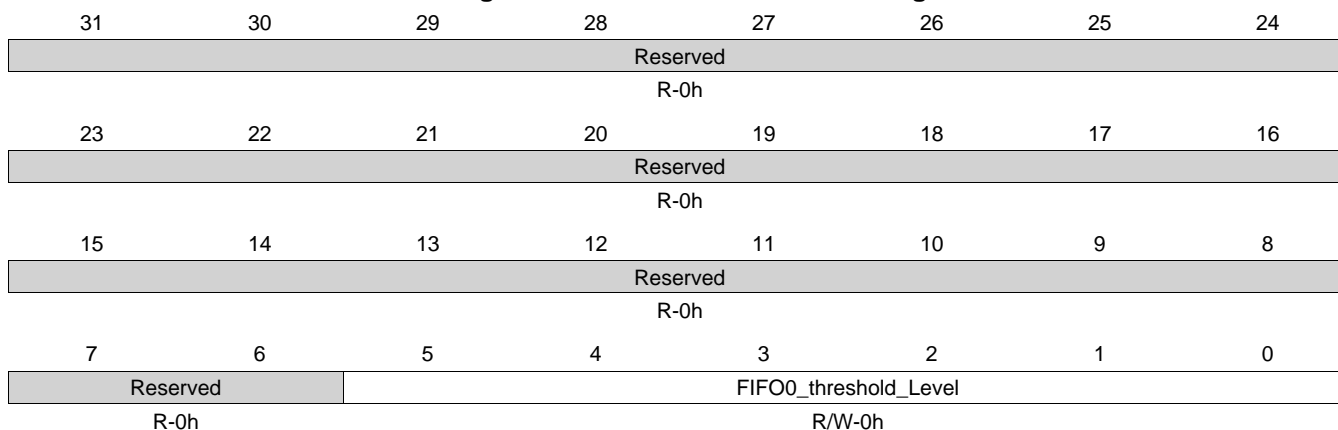 31 30 29 28 27 26 25 24
Reserved
R-0h
23 22 21 20 19 18 17 16
Reserved
R-0h
15 14 13 12 11 10 9 8
Reserved
R-0h
7 6 5 4 3 2 1 0
Reserved FIFO0_threshold_Level
R-0h R/W-0h